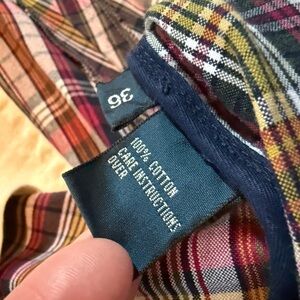 36
100% COTTON
CARE INSTRUCTIONS
OVER